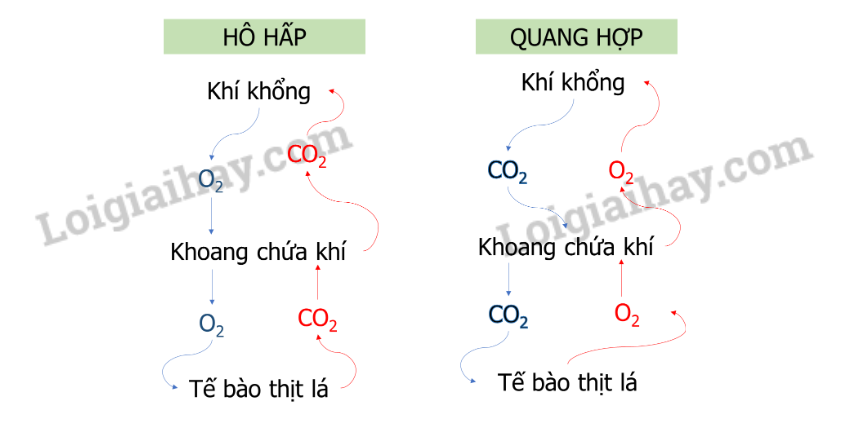 HÔ HẤP
Khí khổng
CO₂
O₂
Khoang chứa khí
O₂
CO₂
Tế bào thịt lá
QUANG HỢP
Khí khổng
CO₂
O₂
Khoang chứa khí
CO₂
O₂
Tế bào thịt lá
Loigiaihay.com
Loigiaihay.com